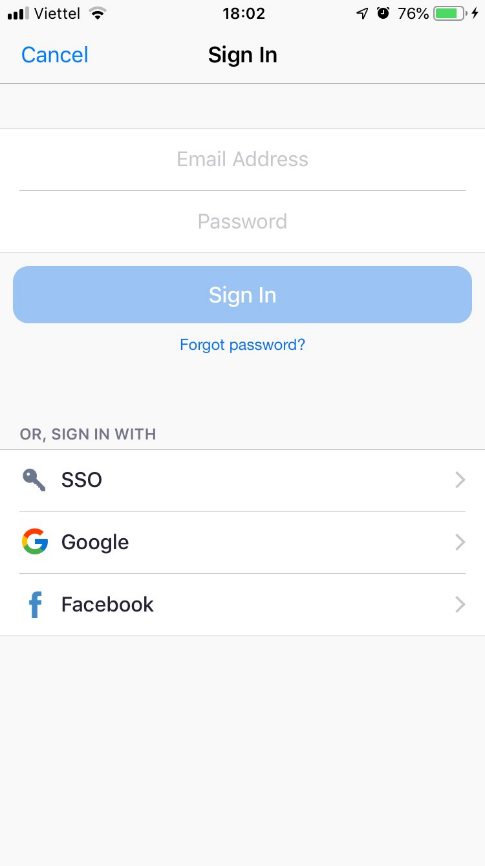 Viettel 18:02 76%
Cancel Sign In
Email Address
Password
Sign In
Forgot password?
OR, SIGN IN WITH
SSO
Google
Facebook